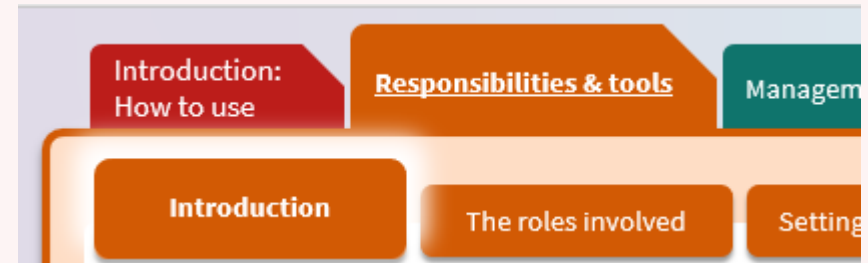 Introduction:
How to use
Responsibilities & tools
Managem
Introduction
The roles involved
Setting